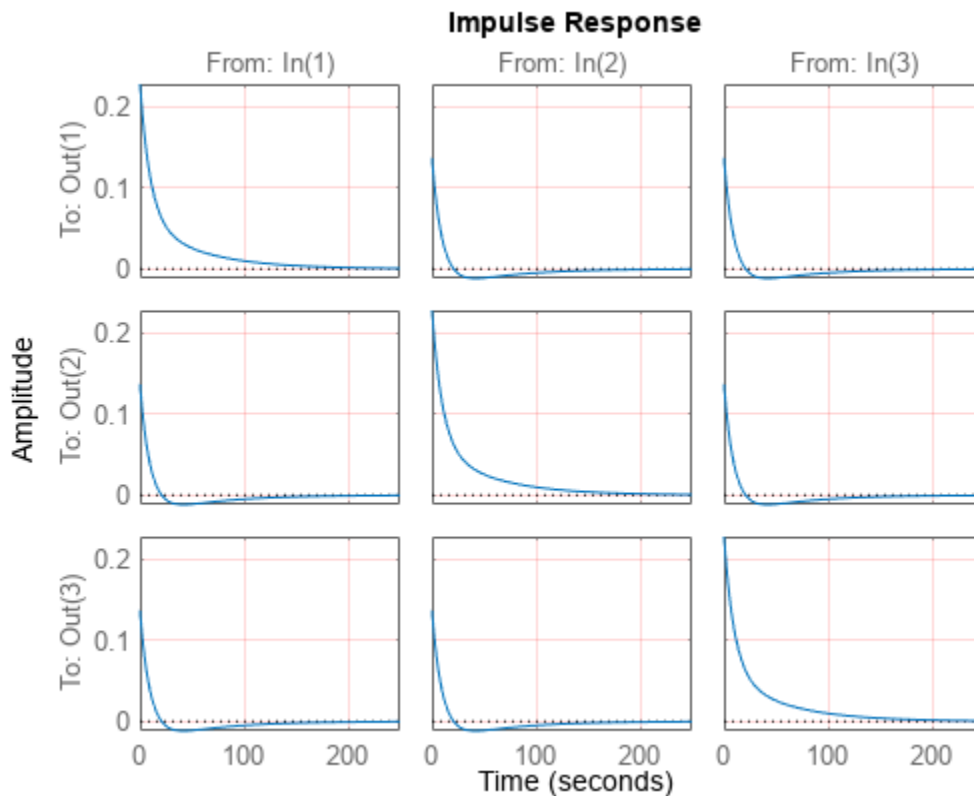 Impulse Response
From: In(1) From: In(2) From: In(3)
To: Out(1)
0.2
0.1
0
Amplitude
To: Out(2)
0.2
0.1
0
To: Out(3)
0.2
0.1
0
0 100 200 0 100 200 0 100 200
Time (seconds)